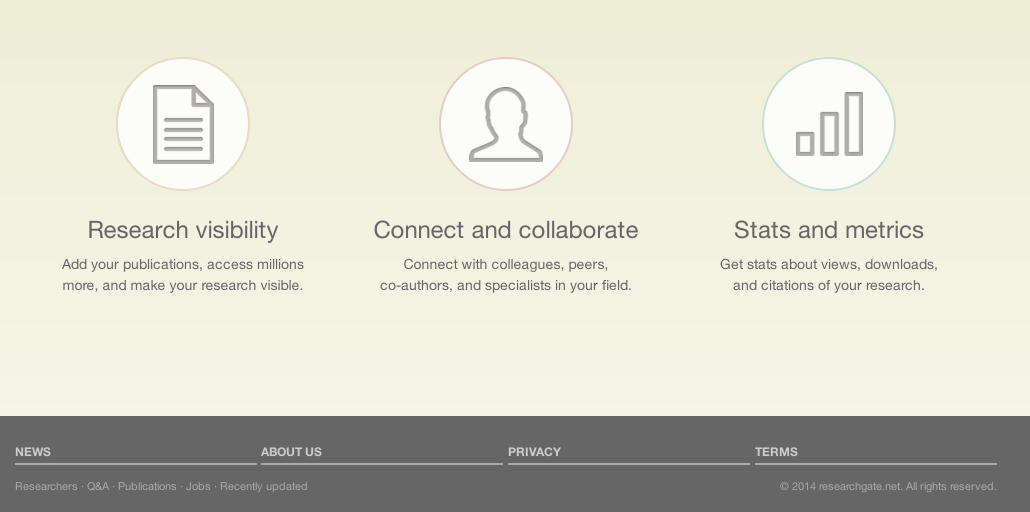 Research visibility
Add your publications, access millions
more, and make your research visible.
Connect and collaborate
Connect with colleagues, peers,
co-authors, and specialists in your field.
Stats and metrics
Get stats about views, downloads,
and citations of your research.
NEWS
ABOUT US
PRIVACY
TERMS
Researchers · Q&A · Publications · Jobs · Recently updated
© 2014 researchgate.net. All rights reserved.